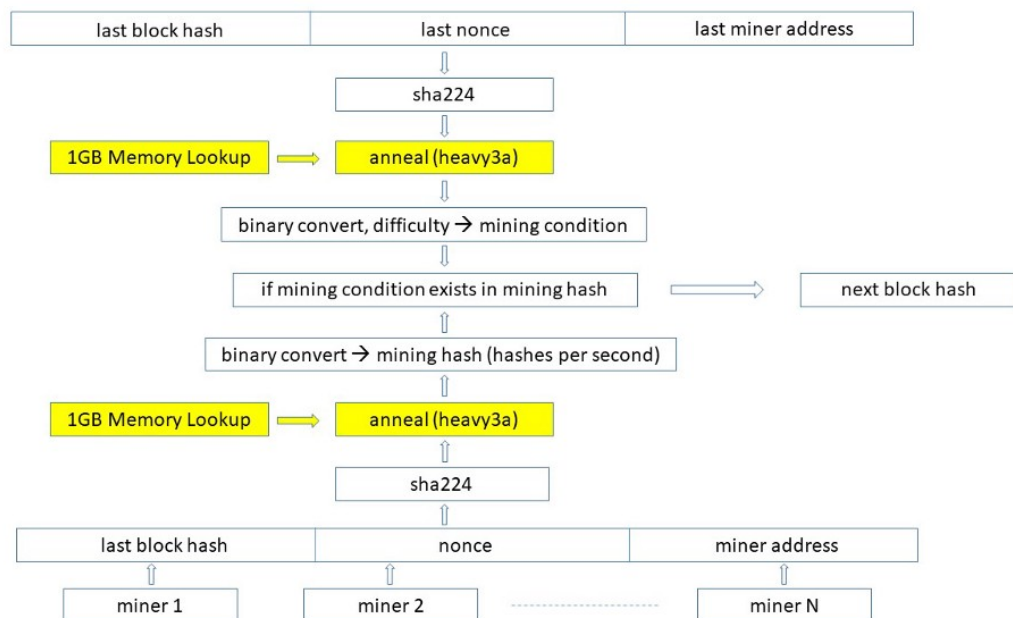 last block hash last nonce last miner address
sha224
1GB Memory Lookup anneal (heavy3a)
binary convert, difficulty → mining condition
if mining condition exists in mining hash next block hash
binary convert → mining hash (hashes per second)
1GB Memory Lookup anneal (heavy3a)
sha224
last block hash nonce miner address
miner 1 miner 2 miner N